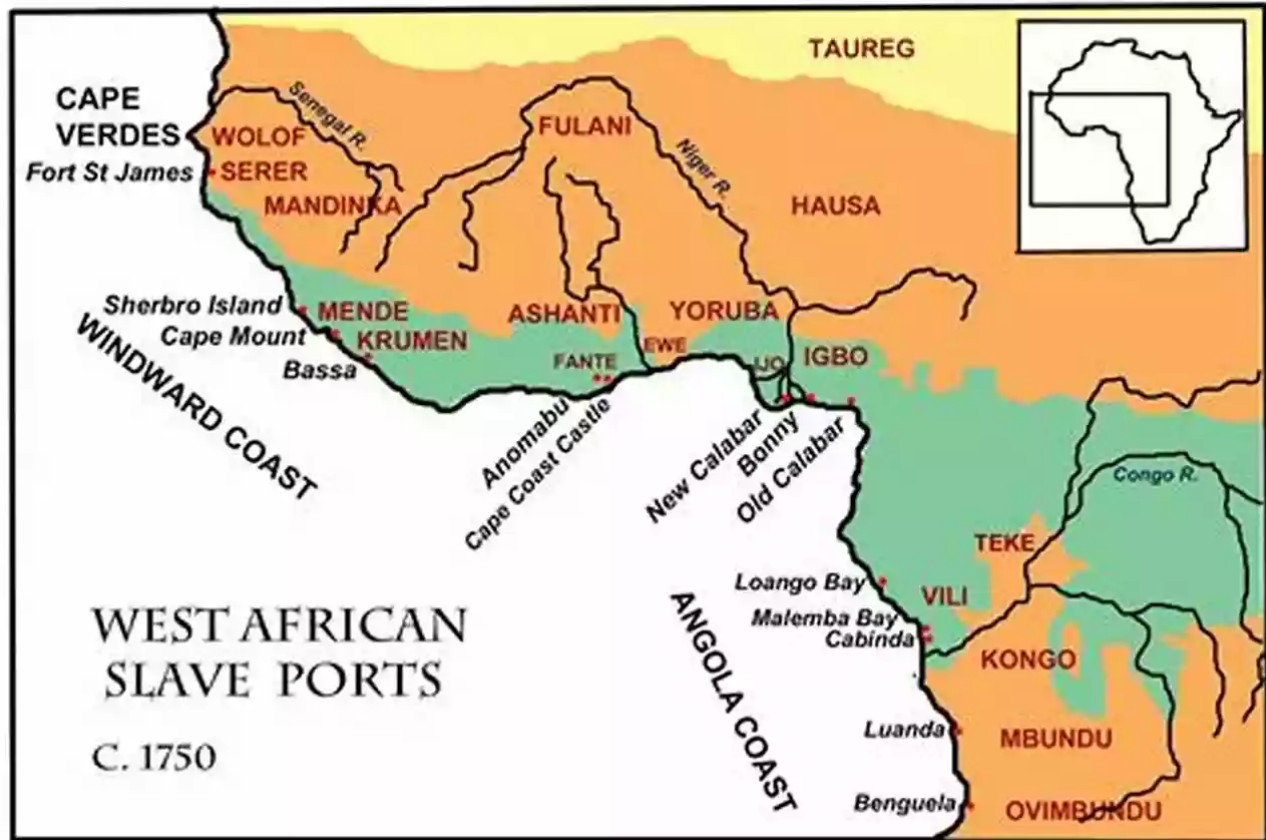 TAUREG
CAPE
VERDES
Senegal R.
WOLOF
FULANI
Fort St James
SERER
Niger R.
MANDINKA
HAUSA
Sherbro Island
MENDE
ASHANTI
YORUBA
Cape Mount
KRUMEN
EWE
IGBO
Bassa
FANTE
IJO
WINDWARD COAST
Anomabu
Cape Coast Castle
New Calabar
Bonny
Old Calabar
Congo R.
TEKE
Loango Bay
VILI
Malemba Bay
Cabinda
ANGOLA COAST
KONGO
WEST AFRICAN
SLAVE PORTS
C. 1750
Luanda
MBUNDU
Benguela
OVIMBUNDU